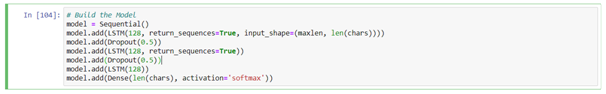 In [104]: # Build the Model
model = Sequential()
model.add(LSTM(128, return_sequences=True, input_shape=(maxlen, len(chars))))
model.add(Dropout(0.5))
model.add(LSTM(128, return_sequences=True))
model.add(Dropout(0.5))
model.add(LSTM(128))
model.add(Dense(len(chars), activation='softmax'))